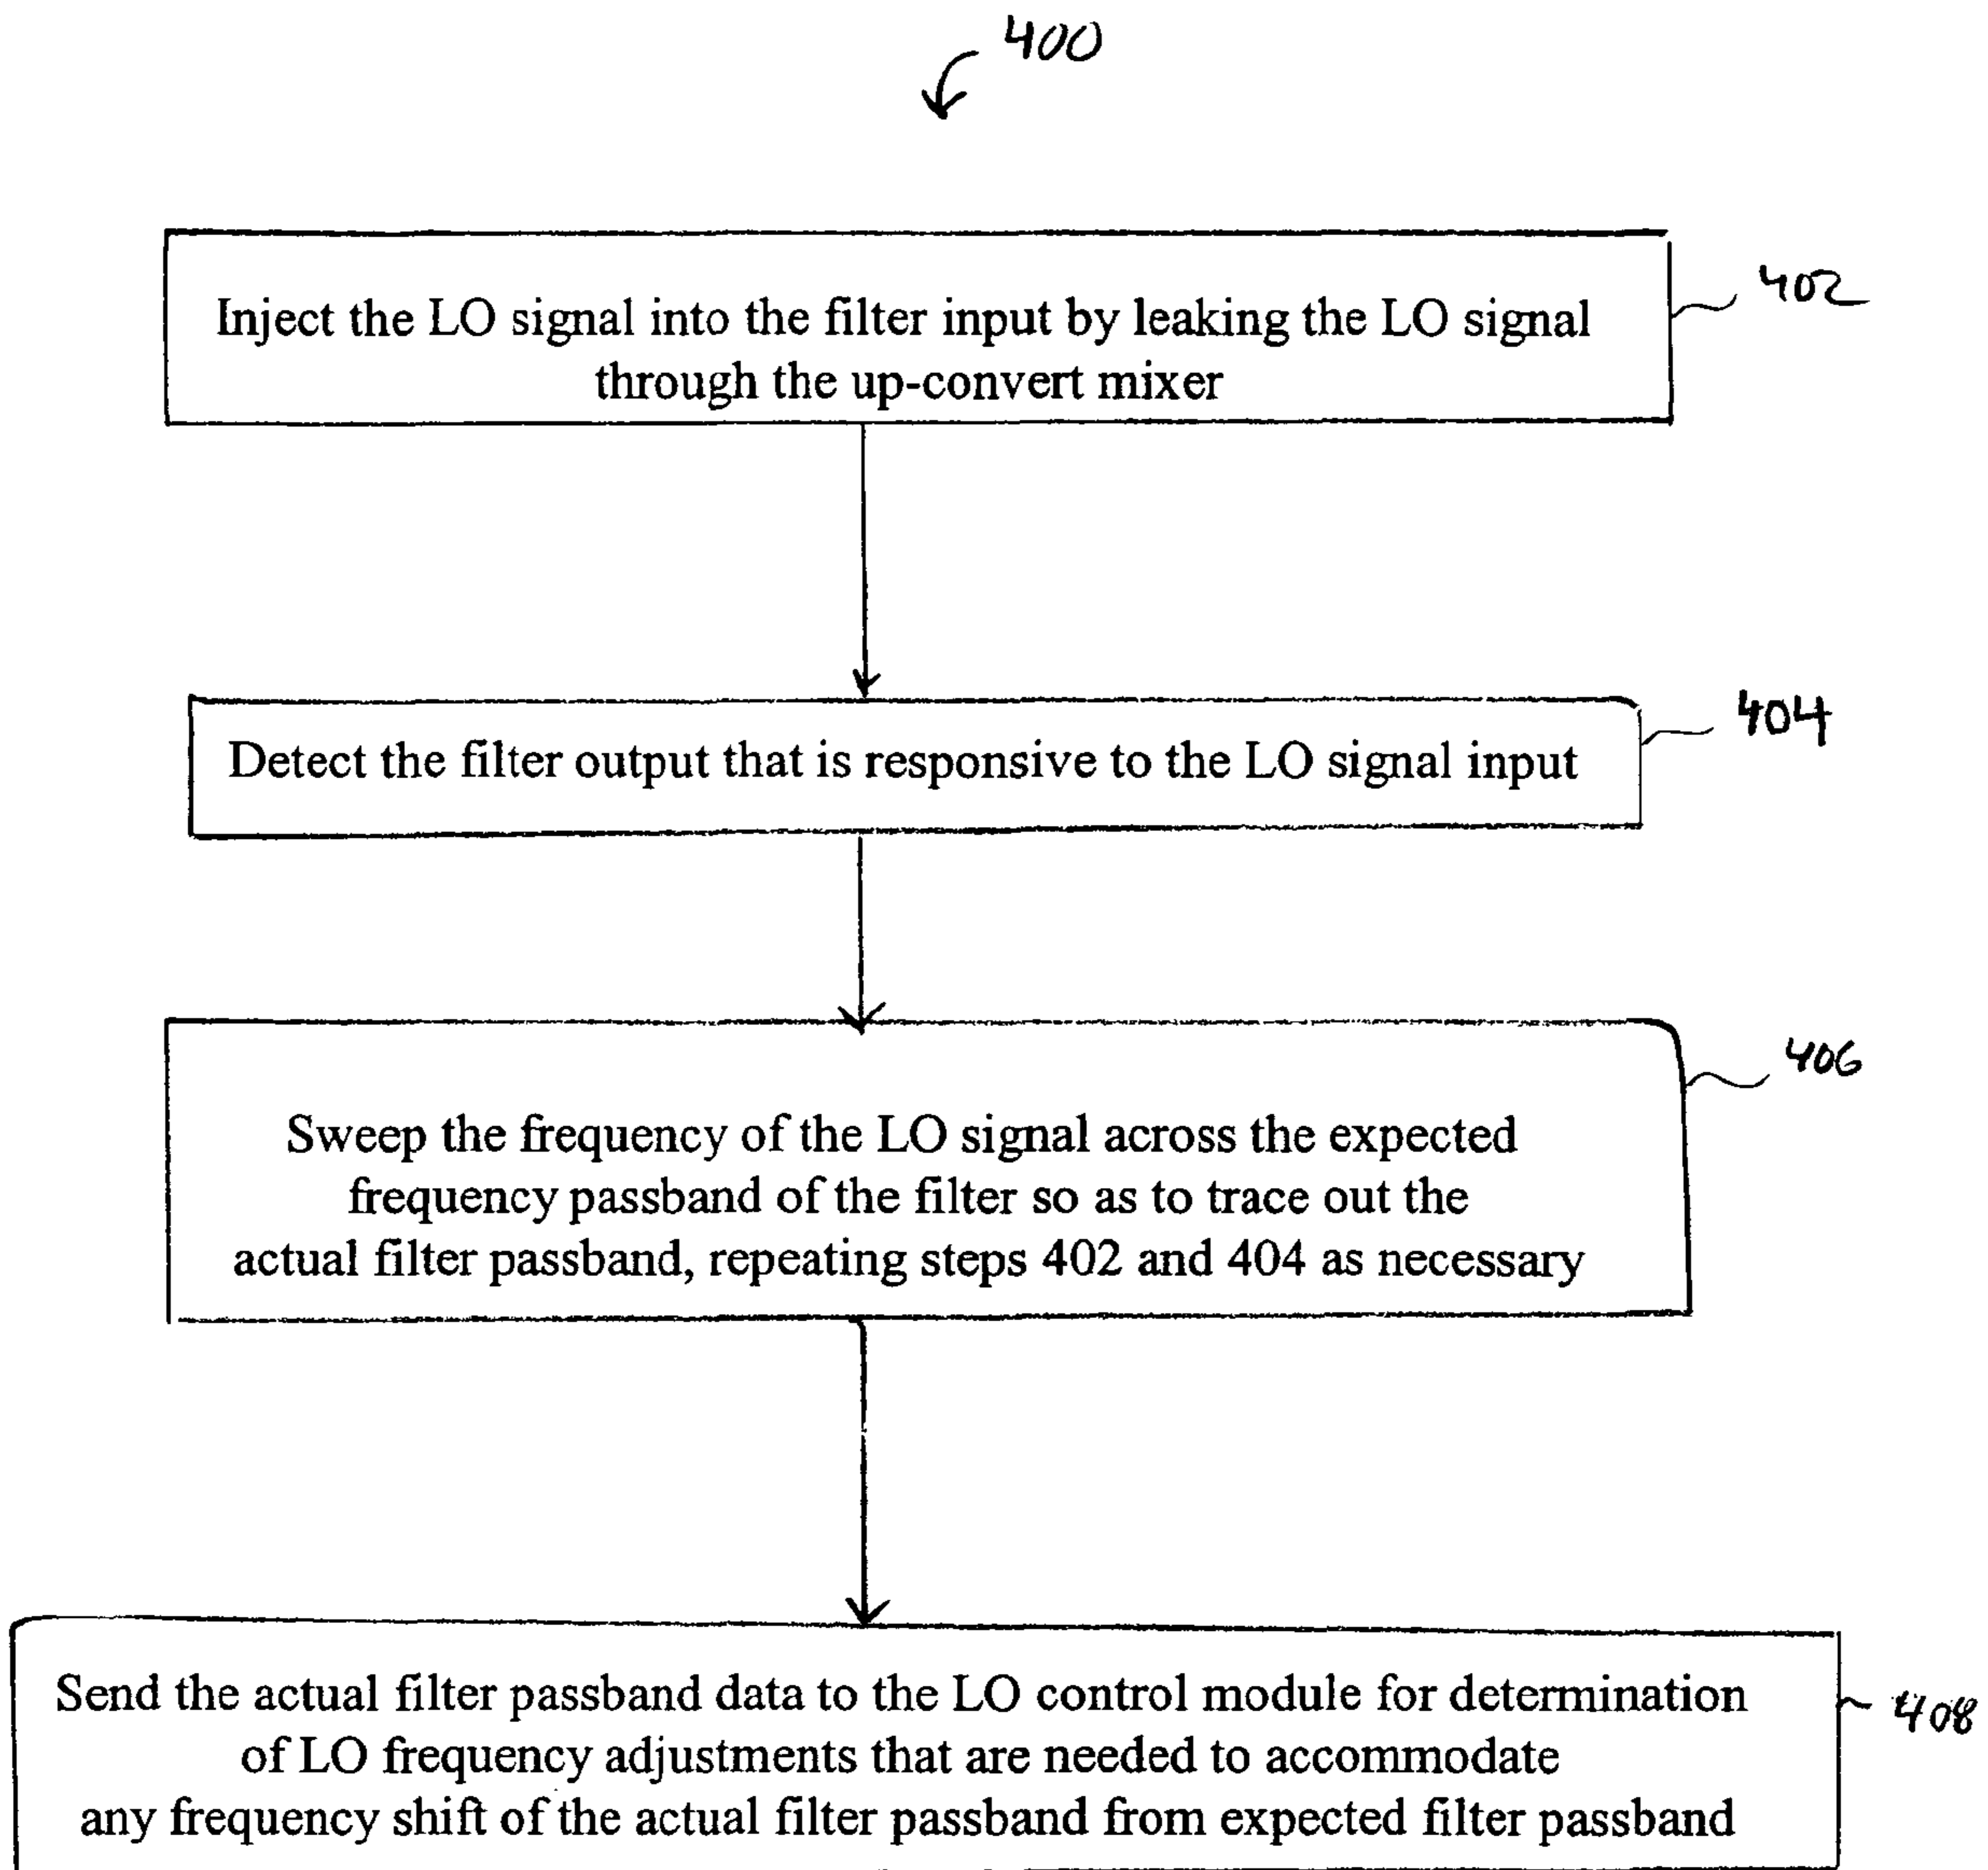 400
Inject the LO signal into the filter input by leaking the LO signal
through the up-convert mixer
402
Detect the filter output that is responsive to the LO signal input
404
Sweep the frequency of the LO signal across the expected
frequency passband of the filter so as to trace out the
actual filter passband, repeating steps 402 and 404 as necessary
406
Send the actual filter passband data to the LO control module for determination
of LO frequency adjustments that are needed to accommodate
any frequency shift of the actual filter passband from expected filter passband
408